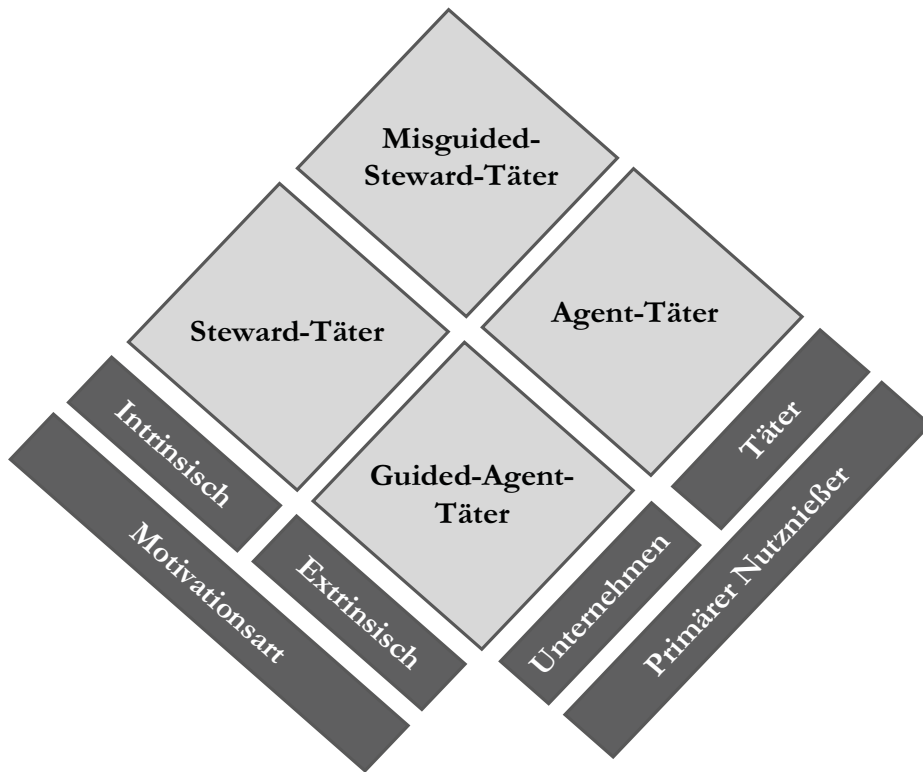 Misguided-
Steward-Täter
Steward-Täter
Agent-Täter
Guided-Agent-
Täter
Intrinsisch
Extrinsisch
Motivationsart
Unternehmen
Täter
Primärer Nutznießer